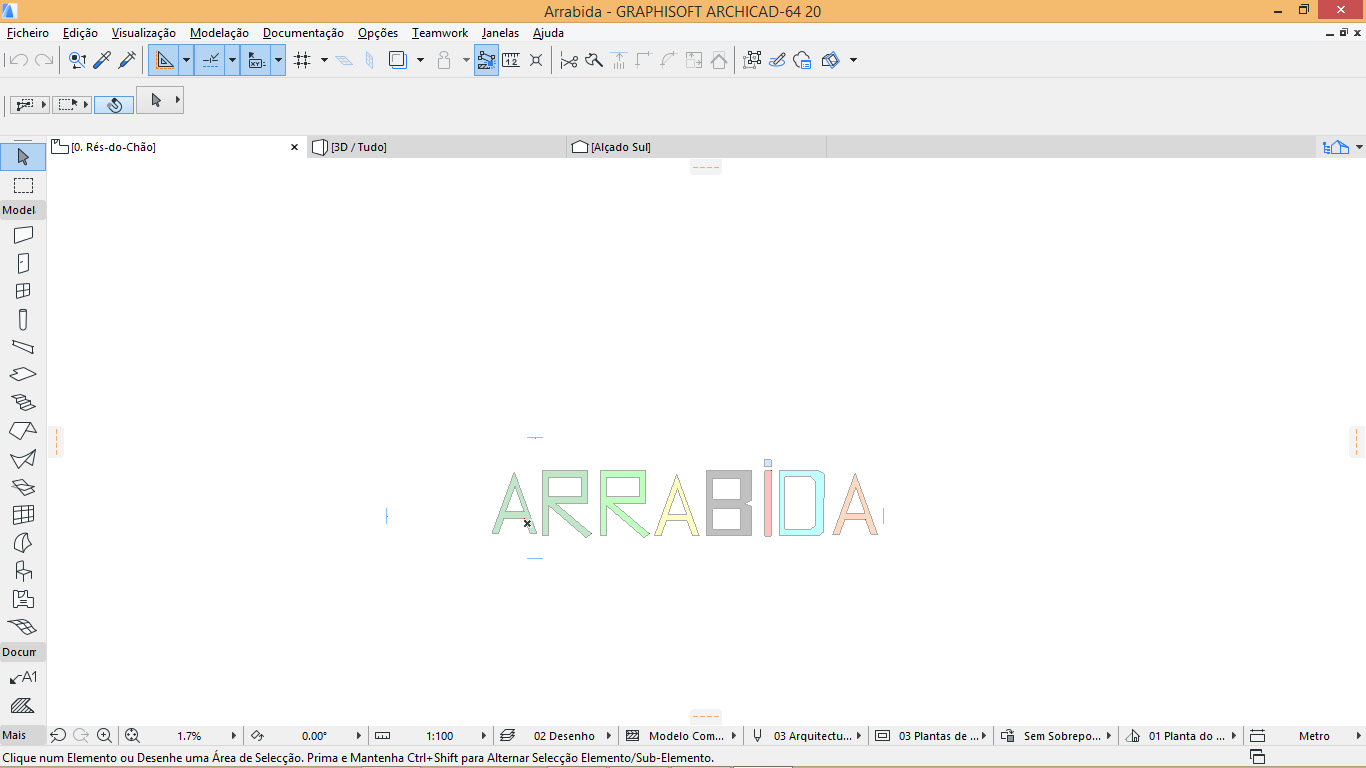 Arrabida - GRAPHISOFT ARCHICAD-64 20
Ficheiro Edição Visualização Modelação Documentação Opções Teamwork Janelas Ajuda
XY: 1 2
[0. Rés-do-Chão] [3D / Tudo] [Alçado Sul]
Model
ARRABiDA
Docum
A1
Mais 1.7% 0.00° 1:100 02 Desenho Modelo Com... 03 Arquitectu... 03 Plantas de ... Sem Sobrepo... 01 Planta do ... Metro
Clique num Elemento ou Desenhe uma Área de Selecção. Prima e Mantenha Ctrl+Shift para Alternar Selecção Elemento/Sub-Elemento.